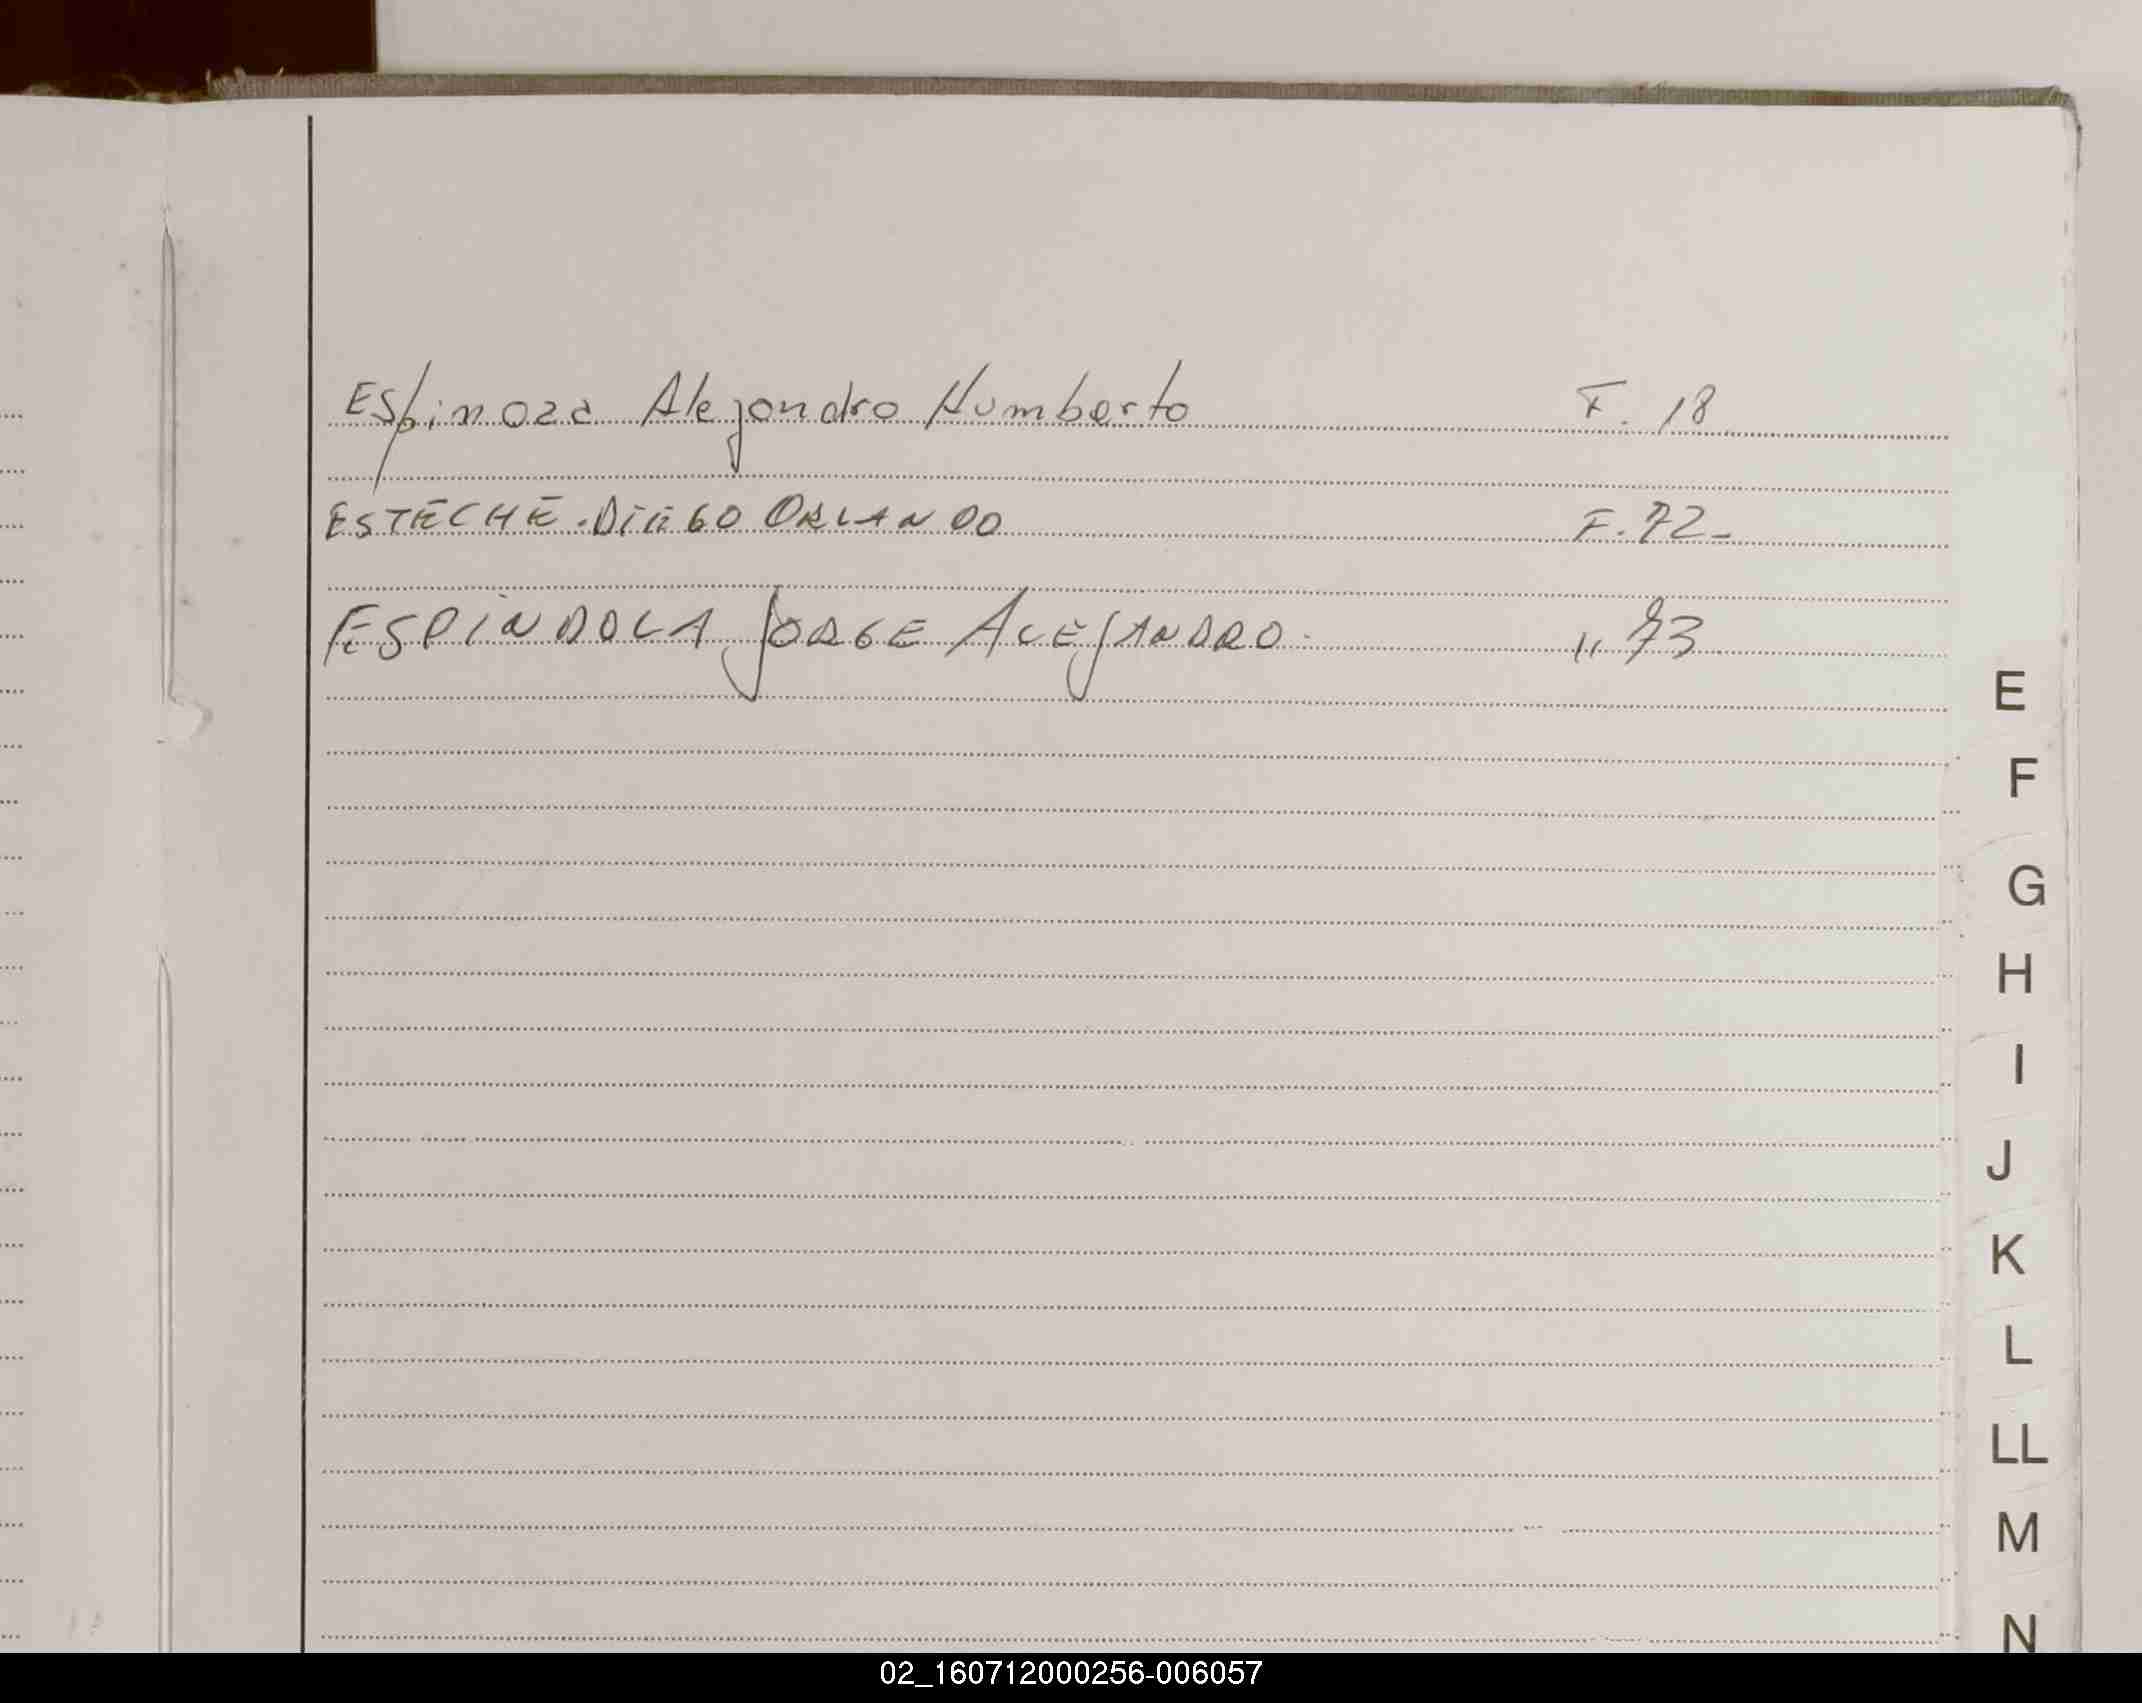 Espinoza Alejandro Humberto F. 18
ESTECHE. DIEGO ORLANDO F. 72-
ESPINDOLA JORGE ALEJANDRO. " 73
E
F
G
H
I
J
K
L
LL
M
N
02_160712000256-006057